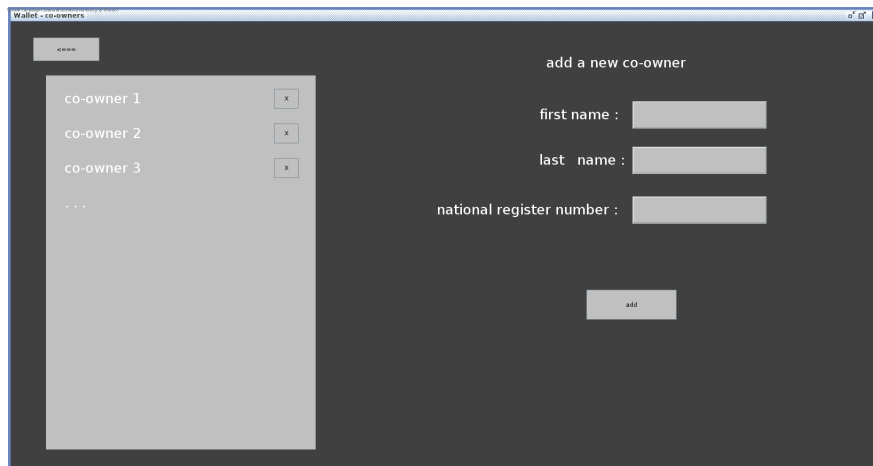 Wallet - co-owners
<===
co-owner 1 x
co-owner 2 x
co-owner 3 x
. . .
add a new co-owner
first name :
last name :
national register number :
add